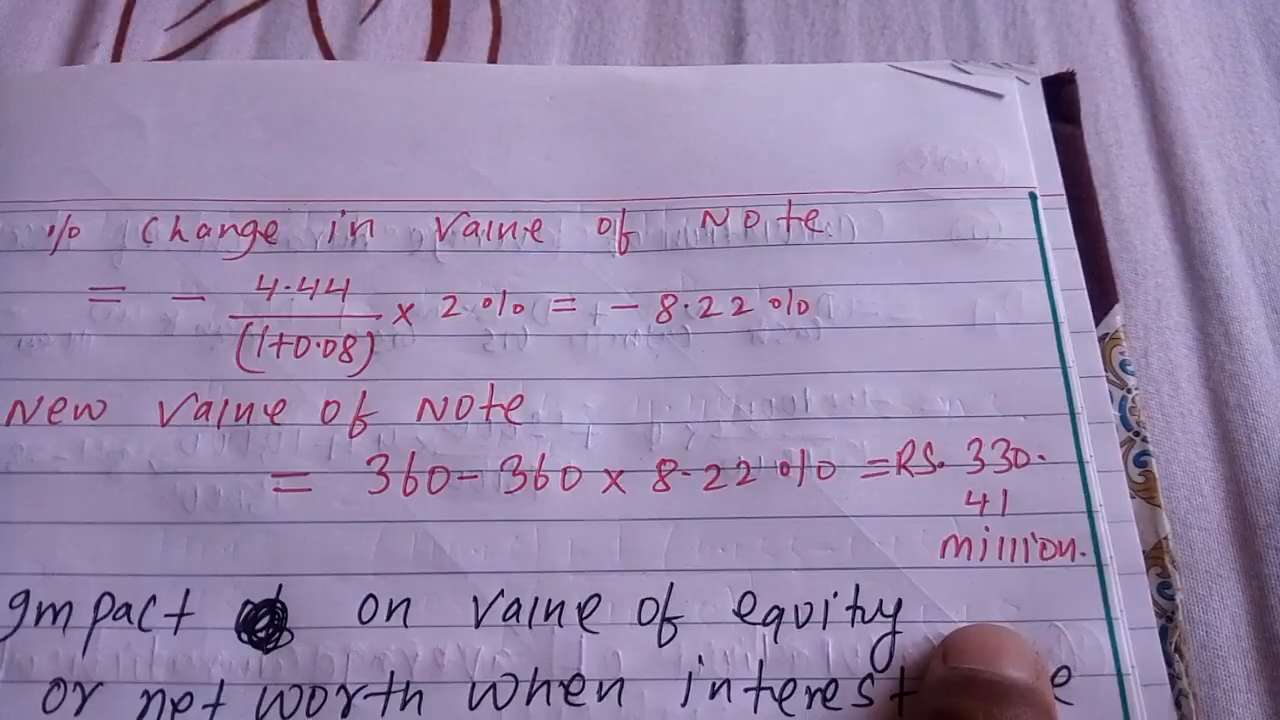 % change in value of Note
= - 4.44 / (1+0.08) × 2% = - 8.22%
New value of Note
= 360 - 360 × 8.22% = RS. 330.
41
million.
Impact on value of equity
or net worth when interest